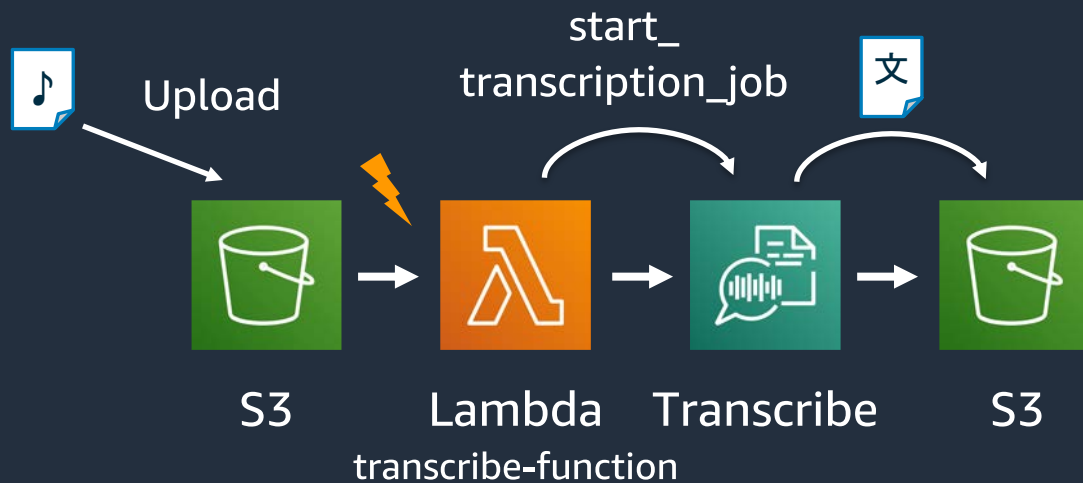 start_
transcription_job
♪
Upload
文
S3
Lambda
Transcribe
S3
transcribe-function